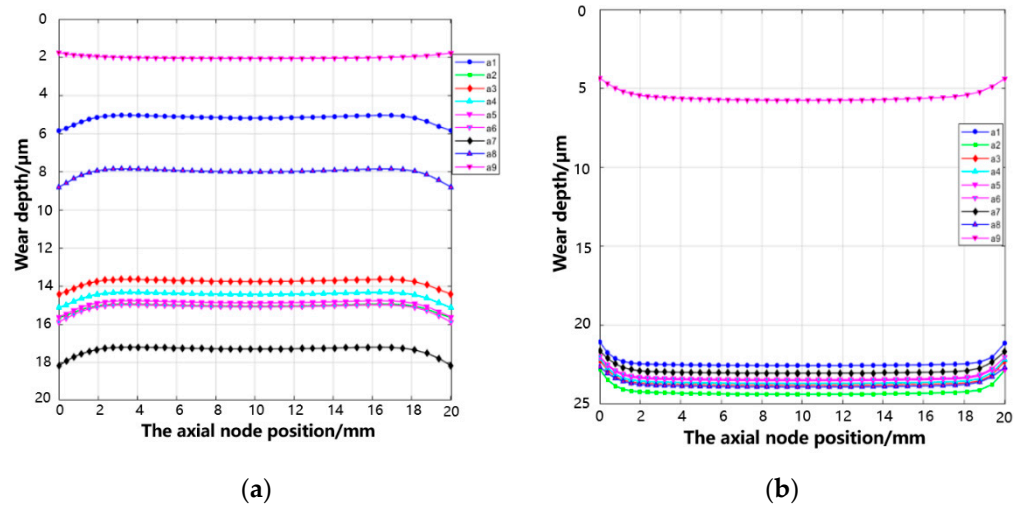 0
2
4
6
8
10
12
14
16
18
20
Wear depth/μm
0 2 4 6 8 10 12 14 16 18 20
The axial node position/mm
a1
a2
a3
a4
a5
a6
a7
a8
a9
(a)
0
5
10
15
20
25
Wear depth/μm
0 2 4 6 8 10 12 14 16 18 20
The axial node position/mm
a1
a2
a3
a4
a5
a6
a7
a8
a9
(b)